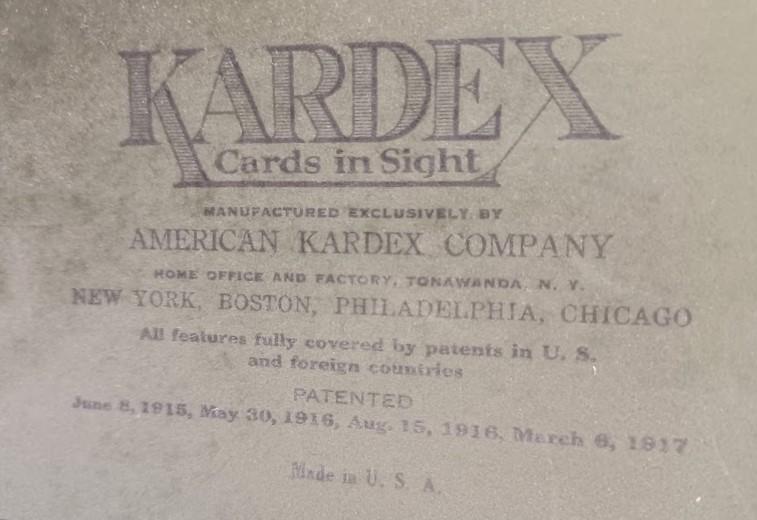 KARDEX
Cards in Sight
MANUFACTURED EXCLUSIVELY BY
AMERICAN KARDEX COMPANY
HOME OFFICE AND FACTORY, TONAWANDA, N. Y.
NEW YORK, BOSTON, PHILADELPHIA, CHICAGO
All features fully covered by patents in U. S.
and foreign countries
PATENTED
June 8, 1915, May 30, 1916, Aug. 15, 1916, March 6, 1917
Made in U. S. A.